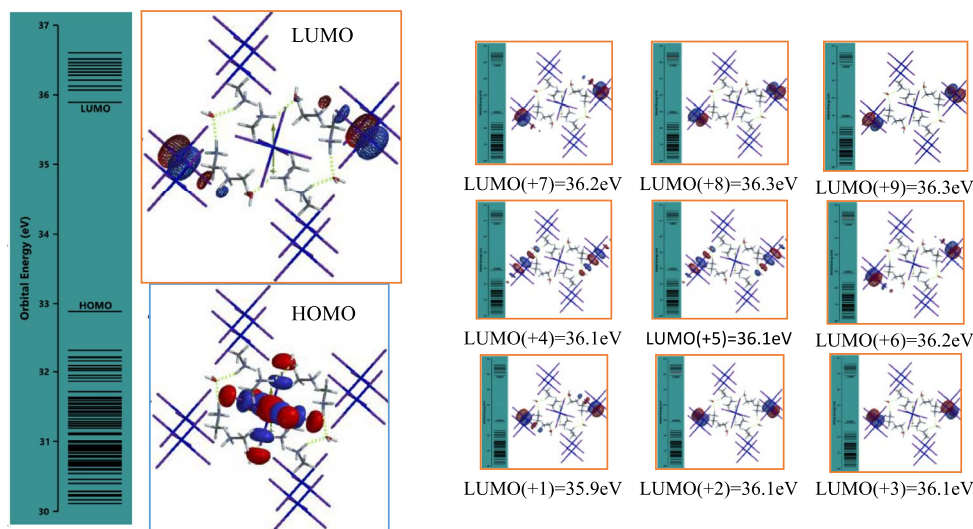 Orbital Energy (eV)
37
36
35
34
33
32
31
30
LUMO
HOMO
LUMO
HOMO
LUMO(+7)=36.2eV
LUMO(+8)=36.3eV
LUMO(+9)=36.3eV
LUMO(+4)=36.1eV
LUMO(+5)=36.1eV
LUMO(+6)=36.2eV
LUMO(+1)=35.9eV
LUMO(+2)=36.1eV
LUMO(+3)=36.1eV